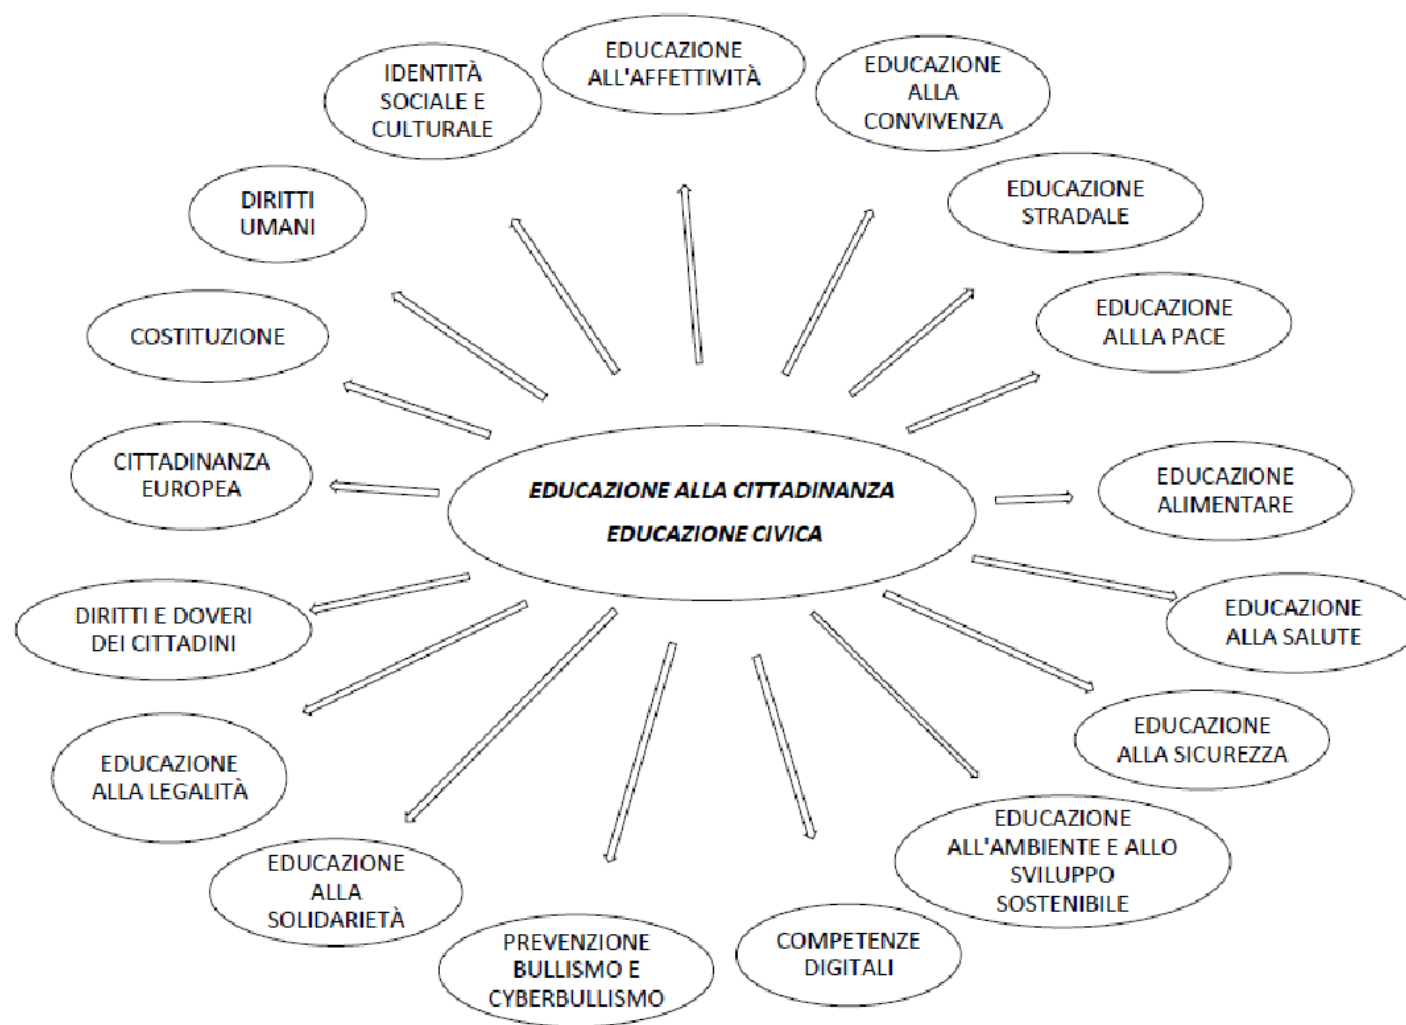 EDUCAZIONE
ALL'AFFETTIVITÀ
IDENTITÀ
SOCIALE E
CULTURALE
EDUCAZIONE
ALLA
CONVIVENZA
DIRITTI
UMANI
EDUCAZIONE
STRADALE
COSTITUZIONE
EDUCAZIONE
ALLLA PACE
CITTADINANZA
EUROPEA
EDUCAZIONE ALLA CITTADINANZA
EDUCAZIONE CIVICA
EDUCAZIONE
ALIMENTARE
DIRITTI E DOVERI
DEI CITTADINI
EDUCAZIONE
ALLA SALUTE
EDUCAZIONE
ALLA LEGALITÀ
EDUCAZIONE
ALLA SICUREZZA
EDUCAZIONE
ALLA
SOLIDARIETÀ
EDUCAZIONE
ALL'AMBIENTE E ALLO
SVILUPPO
SOSTENIBILE
PREVENZIONE
BULLISMO E
CYBERBULLISMO
COMPETENZE
DIGITALI